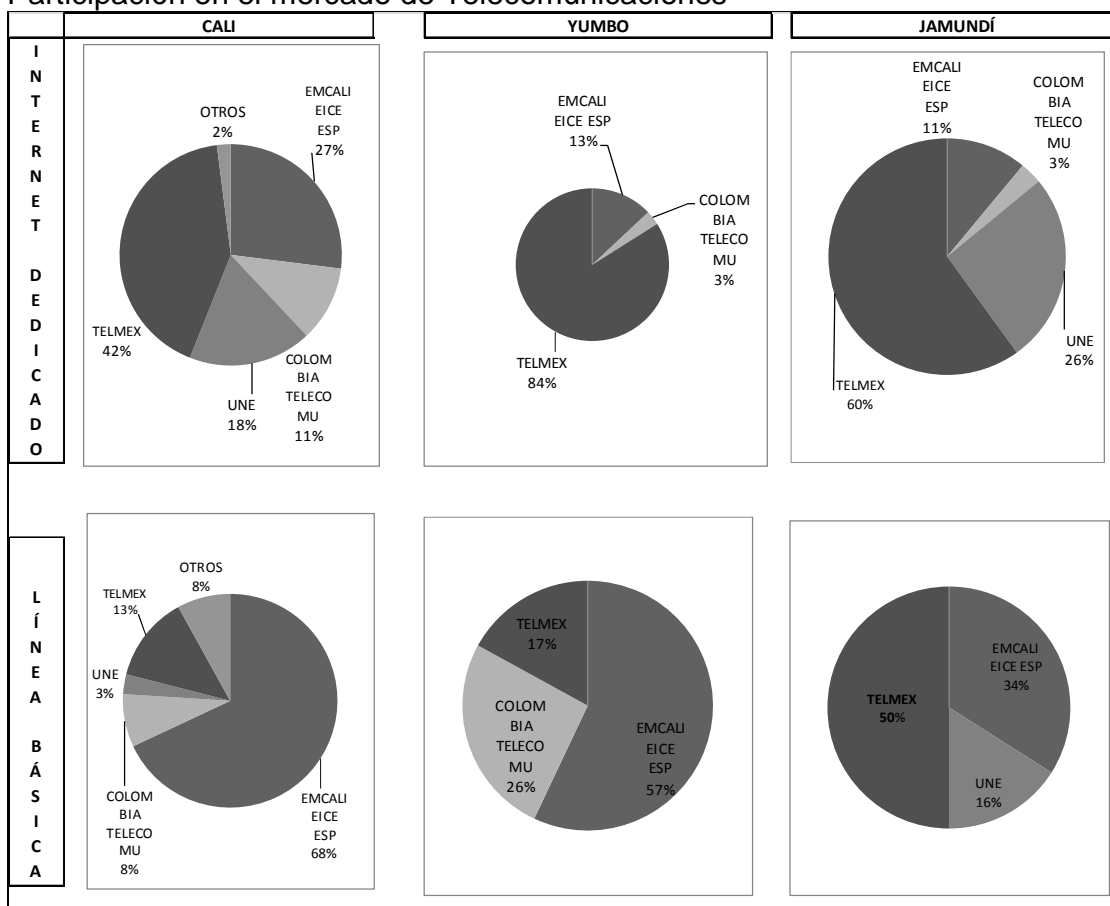 Participación en el mercado de Telecomunicaciones
CALI
YUMBO
JAMUNDÍ
I
N
T
E
R
N
E
T
D
E
D
I
C
A
D
O
OTROS
2%
EMCALI
EICE
ESP
27%
TELMEX
42%
UNE
18%
COLOM
BIA
TELECO
MU
11%
EMCALI
EICE ESP
13%
COLOM
BIA
TELECO
MU
3%
TELMEX
84%
EMCALI
EICE
ESP
11%
COLOM
BIA
TELECO
MU
3%
UNE
26%
TELMEX
60%
L
Í
N
E
A
B
Á
S
I
C
A
OTROS
8%
TELMEX
13%
UNE
3%
COLOM
BIA
TELECO
MU
8%
EMCALI
EICE
ESP
68%
TELMEX
17%
COLOM
BIA
TELECO
MU
26%
EMCALI
EICE
ESP
57%
TELMEX
50%
EMCALI
EICE ESP
34%
UNE
16%